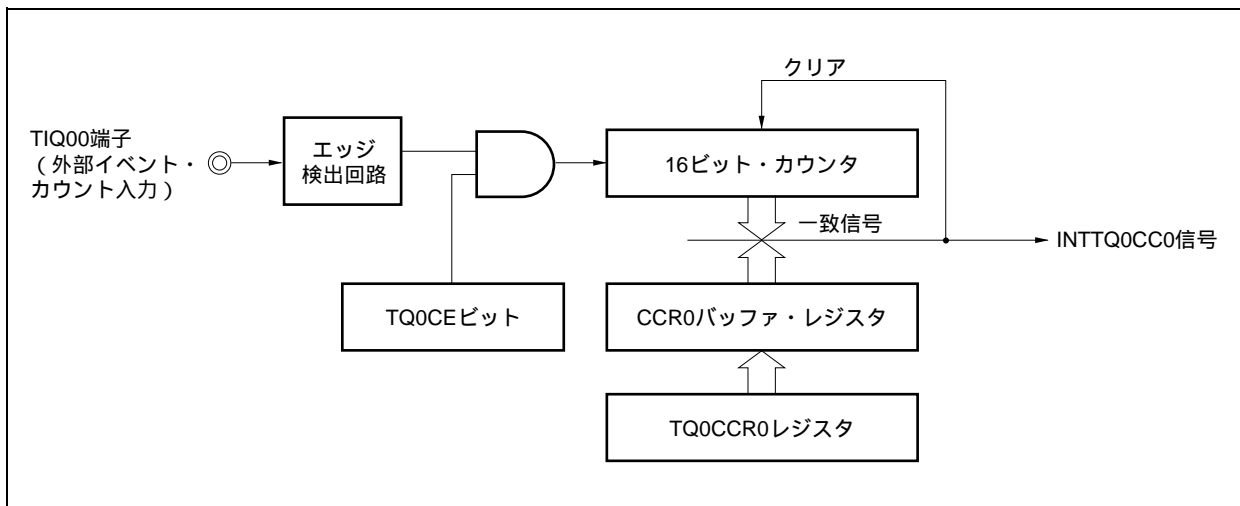 クリア
TIQ00端子
（外部イベント・
カウント入力）
エッジ
検出回路
16ビット・カウンタ
一致信号
INTTQ0CC0信号
TQ0CEビット
CCR0バッファ・レジスタ
TQ0CCR0レジスタ